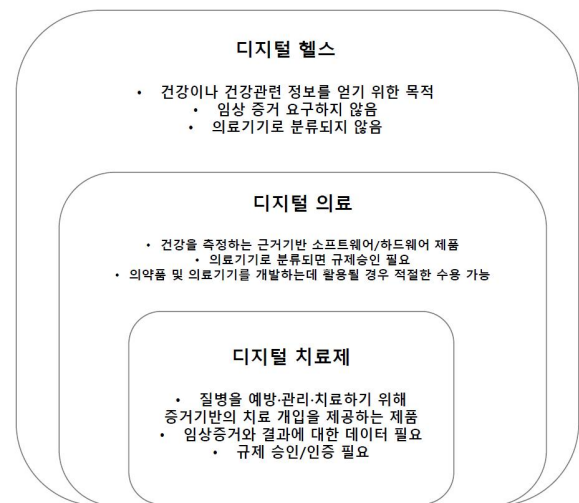 디지털 헬스
• 건강이나 건강관련 정보를 얻기 위한 목적
• 임상 증거 요구하지 않음
• 의료기기로 분류되지 않음
디지털 의료
• 건강을 측정하는 근거기반 소프트웨어/하드웨어 제품
• 의료기기로 분류되면 규제승인 필요
• 의약품 및 의료기기를 개발하는데 활용될 경우 적절한 수용 가능
디지털 치료제
• 질병을 예방·관리·치료하기 위해
증거기반의 치료 개입을 제공하는 제품
• 임상증거와 결과에 대한 데이터 필요
• 규제 승인/인증 필요